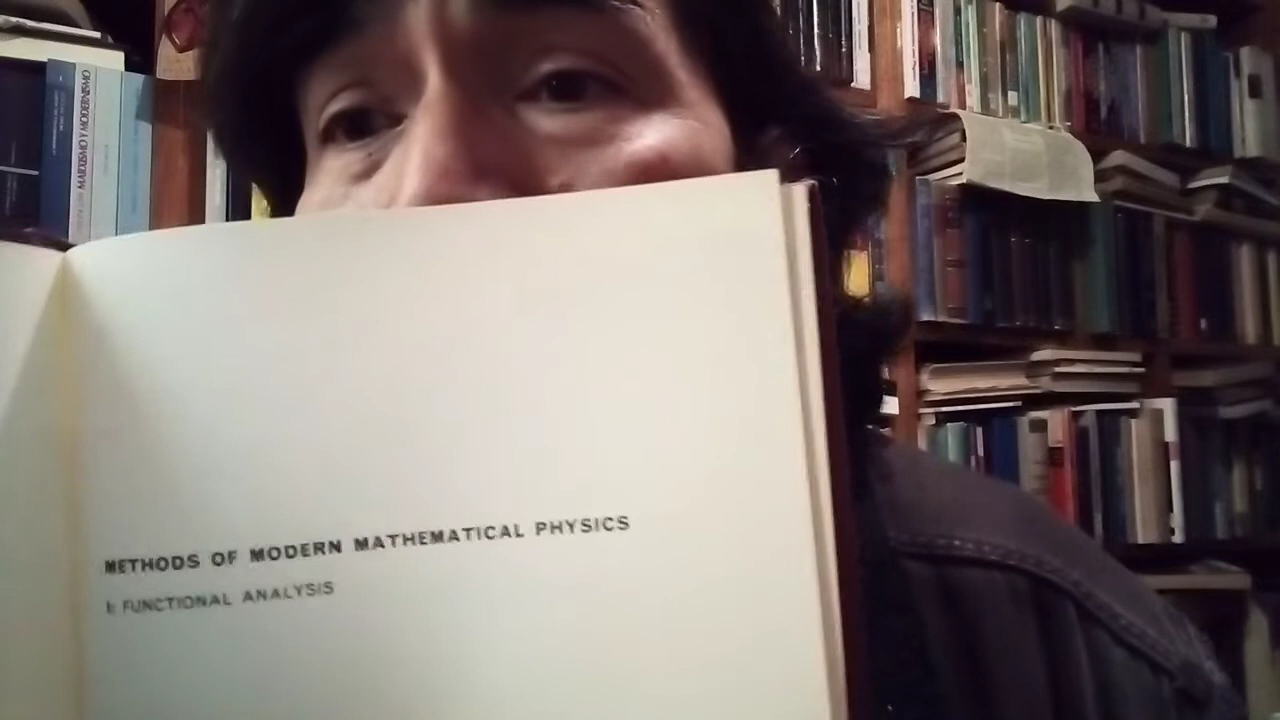 MARXISMO Y MODERNISMO
METHODS OF MODERN MATHEMATICAL PHYSICS
I: FUNCTIONAL ANALYSIS